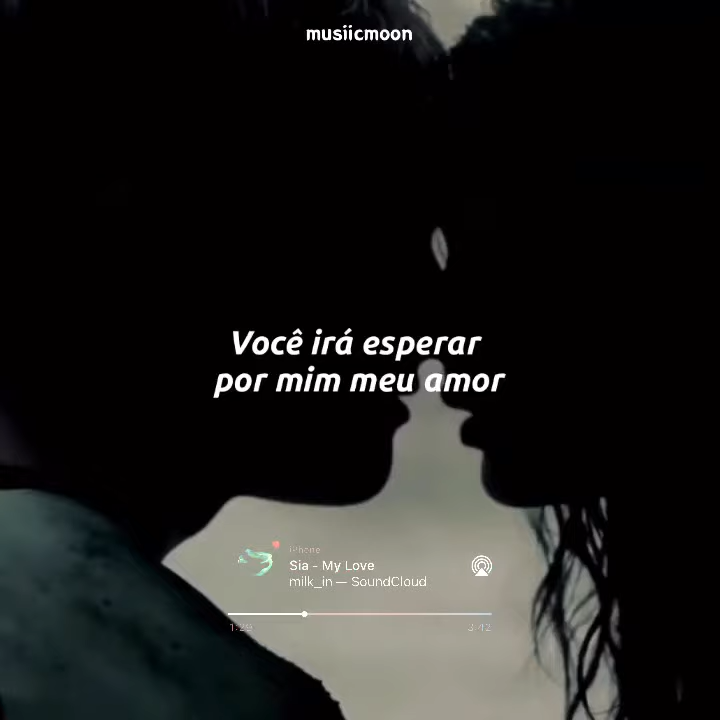 musiicmoon
Você irá esperar
por mim meu amor
iPhone
Sia - My Love
milk_in — SoundCloud
1:29
3:42